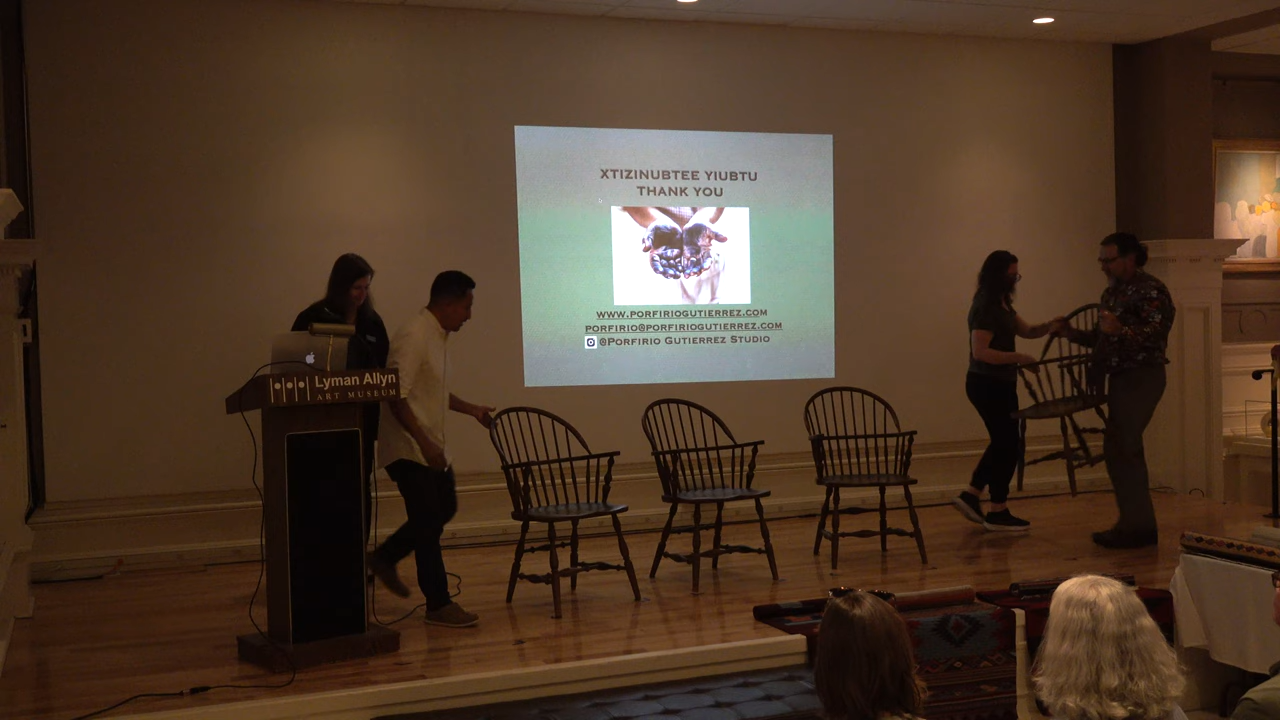 XTIZINUBTEE YIUBTU
THANK YOU
WWW.PORFIRIOGUTIERREZ.COM
PORFIRIO@PORFIRIOGUTIERREZ.COM
@PORFIRIO GUTIERREZ STUDIO
Lyman Allyn
ART MUSEUM